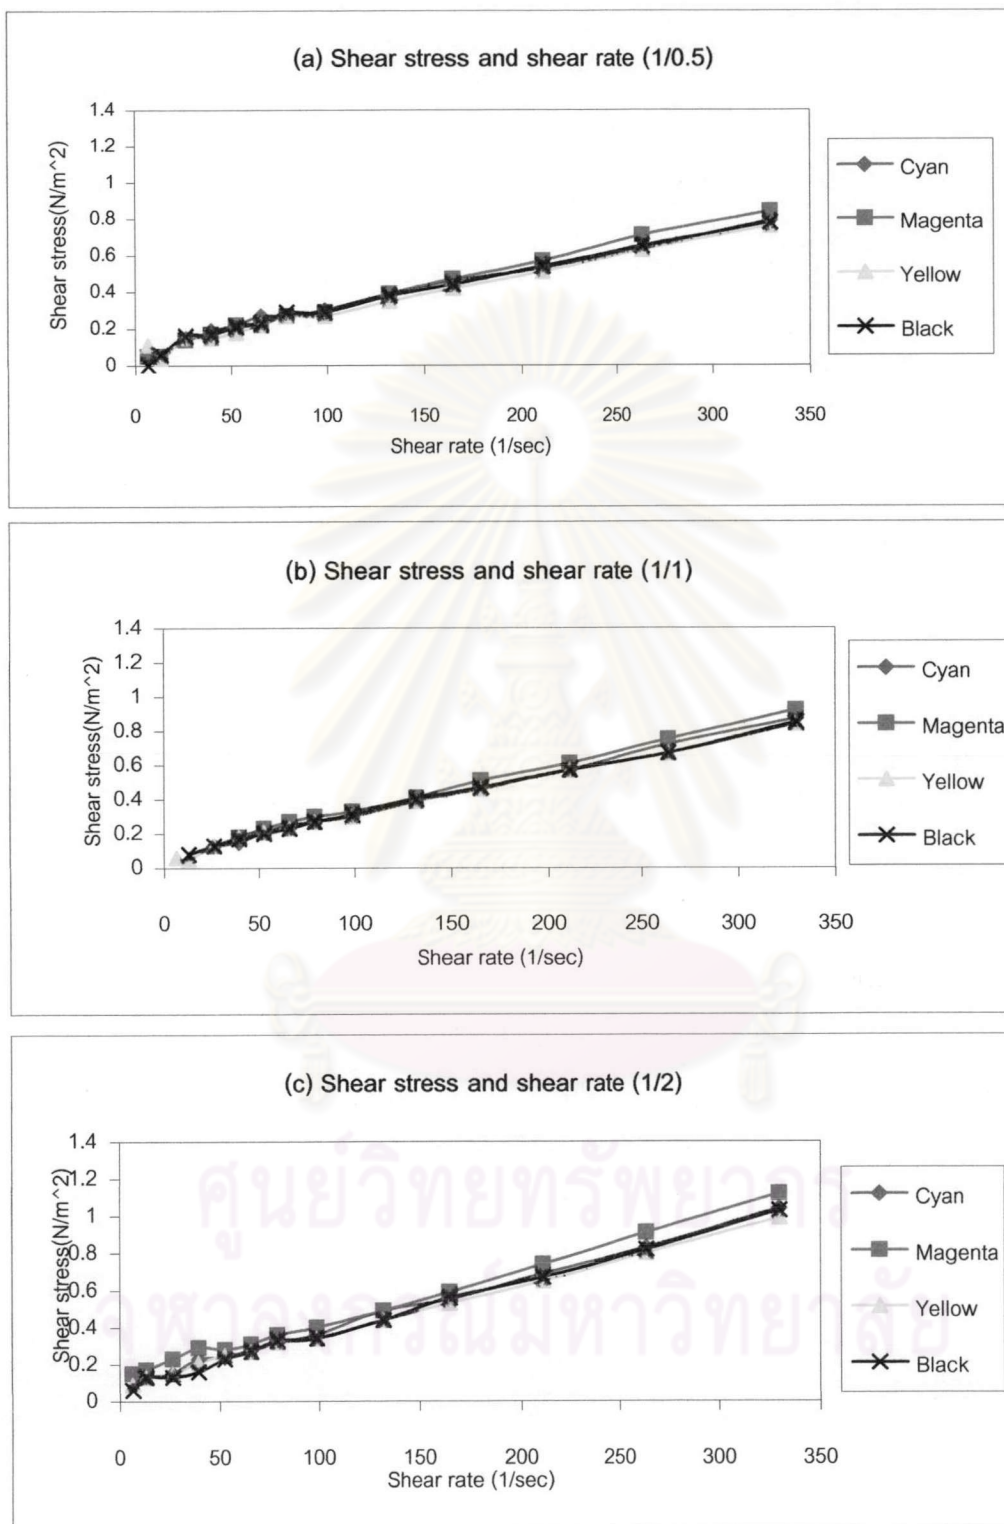 (a) Shear stress and shear rate (1/0.5)
Shear stress(N/m^2)
1.4
1.2
1
0.8
0.6
0.4
0.2
0
0 50 100 150 200 250 300 350
Shear rate (1/sec)
Cyan
Magenta
Yellow
Black
(b) Shear stress and shear rate (1/1)
Shear stress(N/m^2)
1.4
1.2
1
0.8
0.6
0.4
0.2
0
0 50 100 150 200 250 300 350
Shear rate (1/sec)
Cyan
Magenta
Yellow
Black
(c) Shear stress and shear rate (1/2)
Shear stress(N/m^2)
1.4
1.2
1
0.8
0.6
0.4
0.2
0
0 50 100 150 200 250 300 350
Shear rate (1/sec)
Cyan
Magenta
Yellow
Black
ศูนย์วิทยทรัพยากร
จุฬาลงกรณ์มหาวิทยาลัย